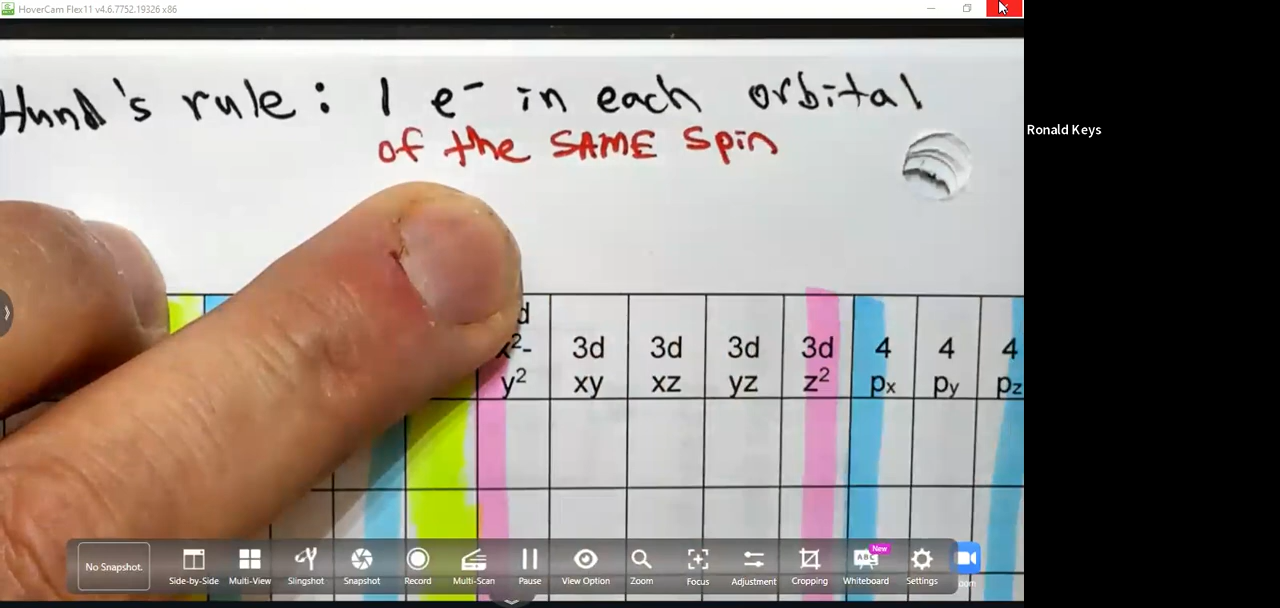 HoverCam Flex11 v4.6.7752.19326 x86
Hund's rule: 1 e⁻ in each orbital
of the SAME spin
Ronald Keys
d 3d 3d 3d 3d 4 4 4
x²-y² xy xz yz z² px py pz
No Snapshot.
Side-by-Side Multi-View Slingshot Snapshot Record Multi-Scan Pause View Option Zoom Focus Adjustment Cropping Whiteboard Settings
New
ABC